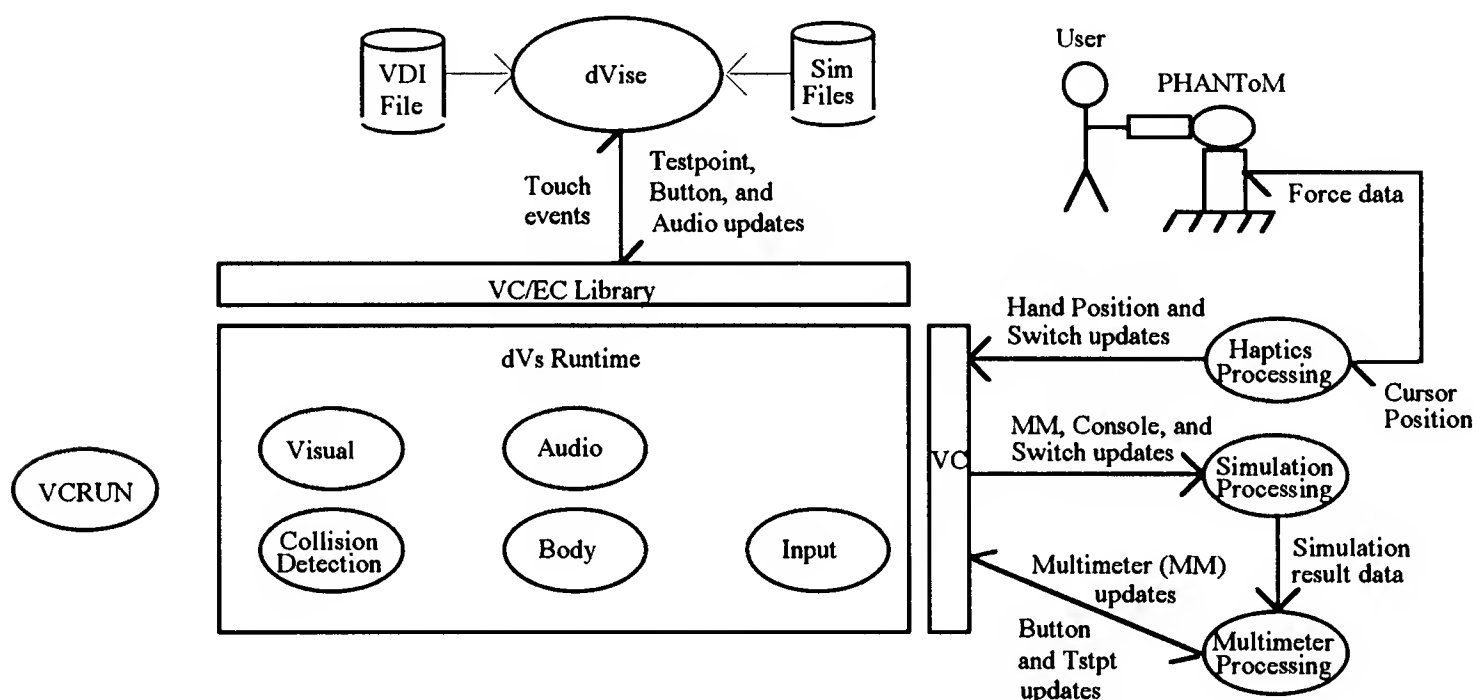 VDI
File
dVise
Sim
Files
User
PHANToM
Touch
events
Testpoint,
Button, and
Audio updates
Force data
VC/EC Library
dVs Runtime
Hand Position and
Switch updates
Haptics
Processing
Cursor
Position
Visual
Audio
VC
MM, Console, and
Switch updates
Simulation
Processing
VCRUN
Collision
Detection
Body
Input
Multimeter (MM)
updates
Simulation
result data
Button
and Tstpt
updates
Multimeter
Processing